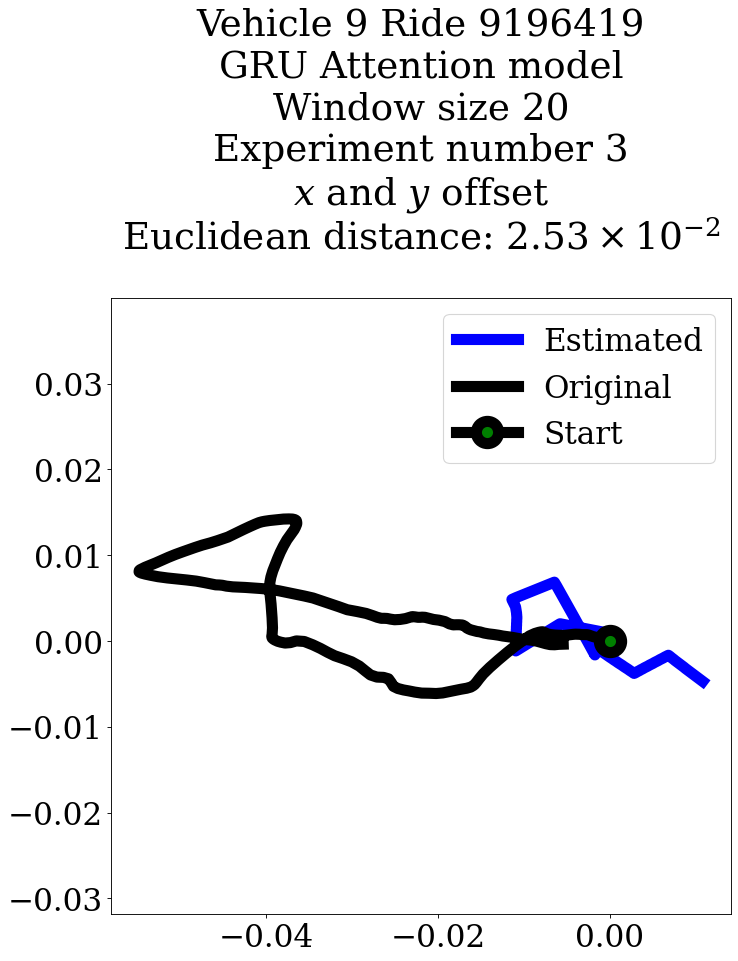 Vehicle 9 Ride 9196419
GRU Attention model
Window size 20
Experiment number 3
x and y offset
Euclidean distance: 2.53 × 10⁻²
Estimated
Original
Start
0.03
0.02
0.01
0.00
−0.01
−0.02
−0.03
−0.04
−0.02
0.00